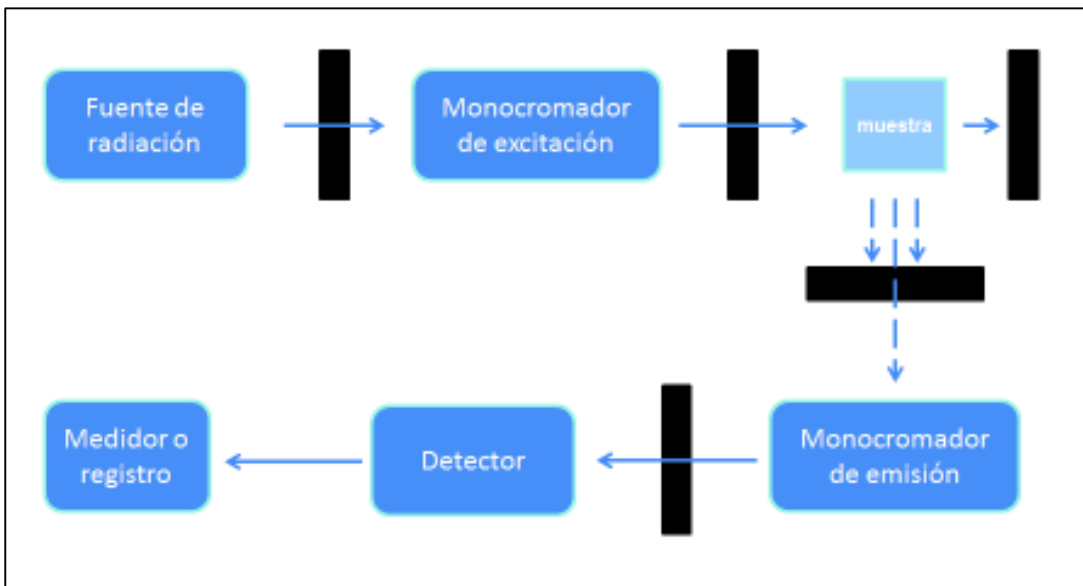 Fuente de
radiación
Monocromador
de excitación
muestra
Medidor o
registro
Detector
Monocromador
de emisión